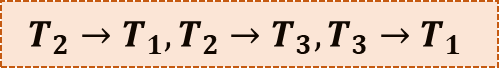 T₂ → T₁, T₂ → T₃, T₃ → T₁